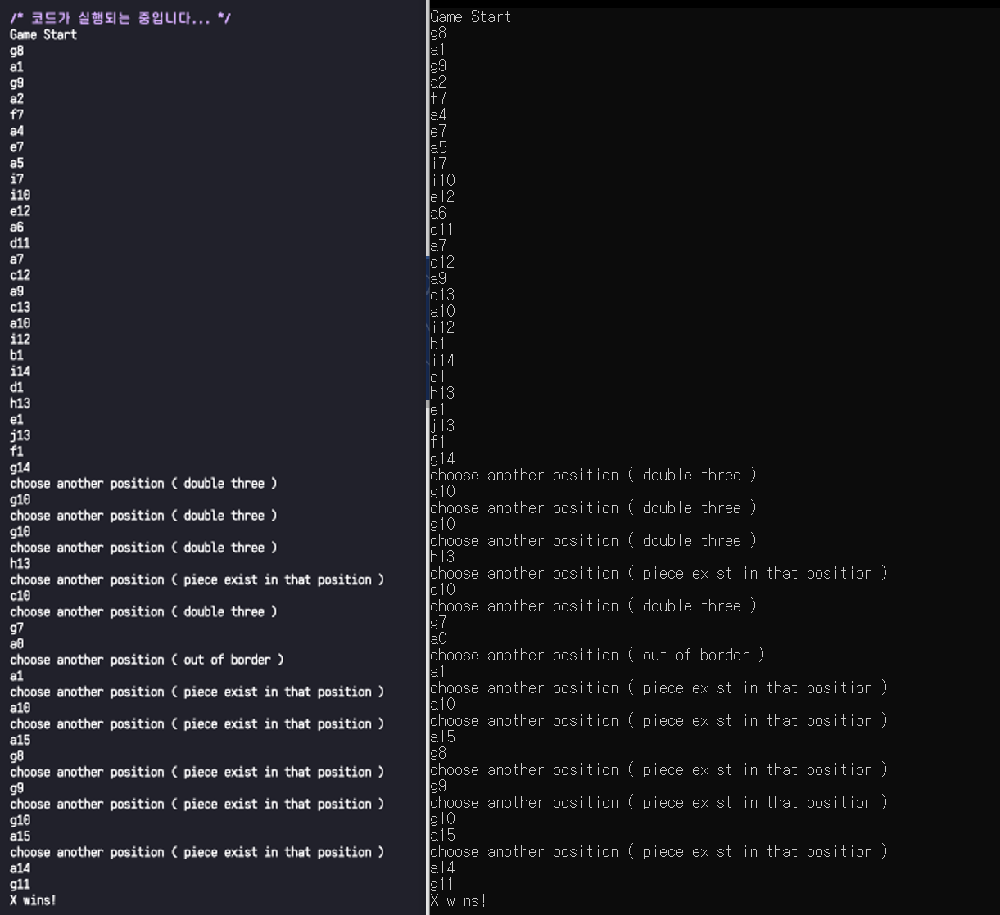 /* 코드가 실행되는 중입니다... */
Game Start
g8
a1
g9
a2
f7
a4
e7
a5
i7
i10
e12
a6
d11
a7
c12
a9
c13
a10
i12
b1
i14
d1
h13
e1
j13
f1
g14
choose another position ( double three )
g10
choose another position ( double three )
g10
choose another position ( double three )
h13
choose another position ( piece exist in that position )
c10
choose another position ( double three )
g7
a0
choose another position ( out of border )
a1
choose another position ( piece exist in that position )
a10
choose another position ( piece exist in that position )
a15
g8
choose another position ( piece exist in that position )
g9
choose another position ( piece exist in that position )
g10
a15
choose another position ( piece exist in that position )
a14
g11
X wins!
Game Start
g8
a1
g9
a2
f7
a4
e7
a5
i7
i10
e12
a6
d11
a7
c12
a9
c13
a10
i12
b1
i14
d1
h13
e1
j13
f1
g14
choose another position ( double three )
g10
choose another position ( double three )
g10
choose another position ( double three )
h13
choose another position ( piece exist in that position )
c10
choose another position ( double three )
g7
a0
choose another position ( out of border )
a1
choose another position ( piece exist in that position )
a10
choose another position ( piece exist in that position )
a15
g8
choose another position ( piece exist in that position )
g9
choose another position ( piece exist in that position )
g10
a15
choose another position ( piece exist in that position )
a14
g11
X wins!